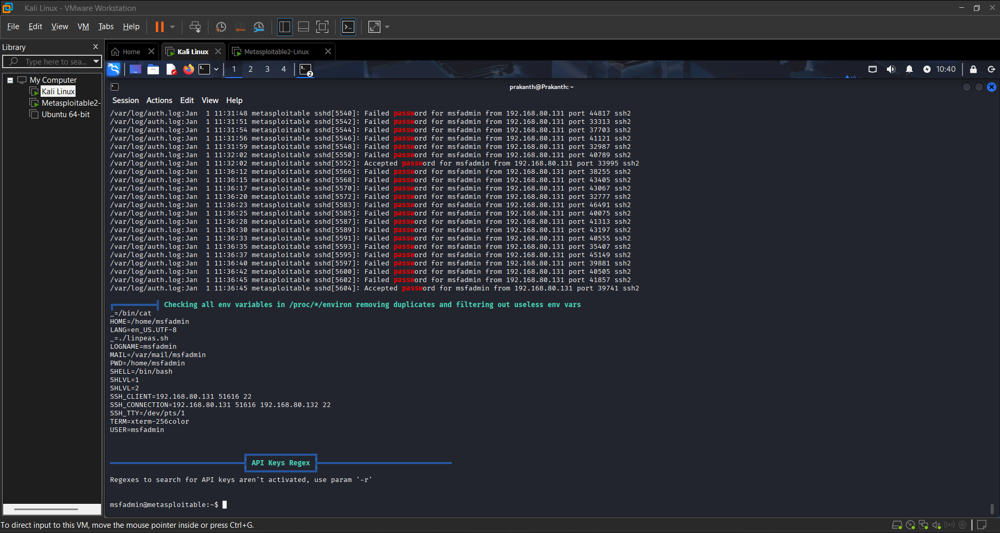 Kali Linux - VMware Workstation
File Edit View VM Tabs Help
Library
Type here to sea...
My Computer
Kali Linux
Metasploitable2-
Ubuntu 64-bit
Home Kali Linux Metasploitable2-Linux
1 2 3 4 2 10:40
prakanth@Prakanth: ~
Session Actions Edit View Help
/var/log/auth.log:Jan  1 11:31:48 metasploitable sshd[5540]: Failed password for msfadmin from 192.168.80.131 port 44817 ssh2
/var/log/auth.log:Jan  1 11:31:51 metasploitable sshd[5542]: Failed password for msfadmin from 192.168.80.131 port 33313 ssh2
/var/log/auth.log:Jan  1 11:31:54 metasploitable sshd[5544]: Failed password for msfadmin from 192.168.80.131 port 37703 ssh2
/var/log/auth.log:Jan  1 11:31:56 metasploitable sshd[5546]: Failed password for msfadmin from 192.168.80.131 port 41121 ssh2
/var/log/auth.log:Jan  1 11:31:59 metasploitable sshd[5548]: Failed password for msfadmin from 192.168.80.131 port 32987 ssh2
/var/log/auth.log:Jan  1 11:32:02 metasploitable sshd[5550]: Failed password for msfadmin from 192.168.80.131 port 40789 ssh2
/var/log/auth.log:Jan  1 11:32:02 metasploitable sshd[5552]: Accepted password for msfadmin from 192.168.80.131 port 33995 ssh2
/var/log/auth.log:Jan  1 11:36:12 metasploitable sshd[5566]: Failed password for msfadmin from 192.168.80.131 port 38255 ssh2
/var/log/auth.log:Jan  1 11:36:15 metasploitable sshd[5568]: Failed password for msfadmin from 192.168.80.131 port 43405 ssh2
/var/log/auth.log:Jan  1 11:36:17 metasploitable sshd[5570]: Failed password for msfadmin from 192.168.80.131 port 43067 ssh2
/var/log/auth.log:Jan  1 11:36:20 metasploitable sshd[5572]: Failed password for msfadmin from 192.168.80.131 port 32777 ssh2
/var/log/auth.log:Jan  1 11:36:23 metasploitable sshd[5583]: Failed password for msfadmin from 192.168.80.131 port 46491 ssh2
/var/log/auth.log:Jan  1 11:36:25 metasploitable sshd[5585]: Failed password for msfadmin from 192.168.80.131 port 40075 ssh2
/var/log/auth.log:Jan  1 11:36:28 metasploitable sshd[5587]: Failed password for msfadmin from 192.168.80.131 port 41313 ssh2
/var/log/auth.log:Jan  1 11:36:30 metasploitable sshd[5589]: Failed password for msfadmin from 192.168.80.131 port 43197 ssh2
/var/log/auth.log:Jan  1 11:36:33 metasploitable sshd[5591]: Failed password for msfadmin from 192.168.80.131 port 40555 ssh2
/var/log/auth.log:Jan  1 11:36:35 metasploitable sshd[5593]: Failed password for msfadmin from 192.168.80.131 port 35407 ssh2
/var/log/auth.log:Jan  1 11:36:37 metasploitable sshd[5595]: Failed password for msfadmin from 192.168.80.131 port 45149 ssh2
/var/log/auth.log:Jan  1 11:36:40 metasploitable sshd[5597]: Failed password for msfadmin from 192.168.80.131 port 39881 ssh2
/var/log/auth.log:Jan  1 11:36:42 metasploitable sshd[5600]: Failed password for msfadmin from 192.168.80.131 port 40505 ssh2
/var/log/auth.log:Jan  1 11:36:45 metasploitable sshd[5602]: Failed password for msfadmin from 192.168.80.131 port 41857 ssh2
/var/log/auth.log:Jan  1 11:36:45 metasploitable sshd[5604]: Accepted password for msfadmin from 192.168.80.131 port 39741 ssh2
Checking all env variables in /proc/*/environ removing duplicates and filtering out useless env vars
_=/bin/cat
HOME=/home/msfadmin
LANG=en_US.UTF-8
_=./linpeas.sh
LOGNAME=msfadmin
MAIL=/var/mail/msfadmin
PWD=/home/msfadmin
SHELL=/bin/bash
SHLVL=1
SHLVL=2
SSH_CLIENT=192.168.80.131 51616 22
SSH_CONNECTION=192.168.80.131 51616 192.168.80.132 22
SSH_TTY=/dev/pts/1
TERM=xterm-256color
USER=msfadmin
API Keys Regex
Regexes to search for API keys aren't activated, use param '-r'
msfadmin@metasploitable:~$
To direct input to this VM, move the mouse pointer inside or press Ctrl+G.